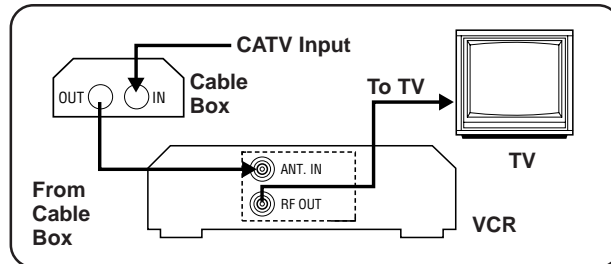 CATV Input
Cable
Box
OUT
IN
To TV
TV
ANT. IN
RF OUT
From
Cable
Box
VCR